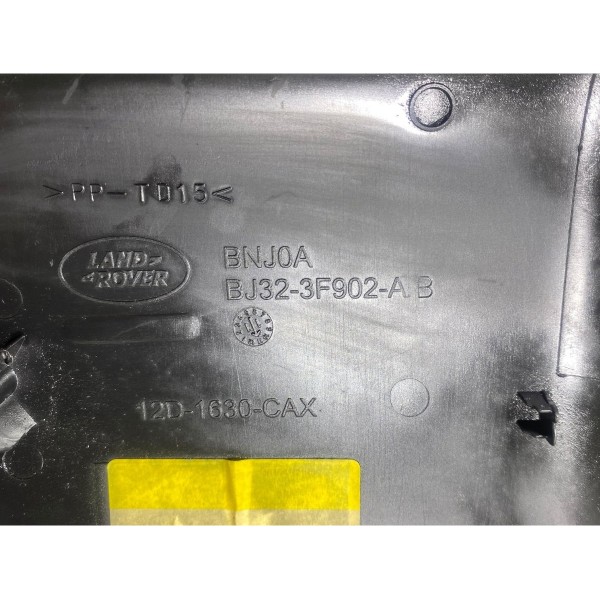 >PP-TD15<
LAND
ROVER
BNJ0A
BJ32-3F902-A B
12D-1630-CAX